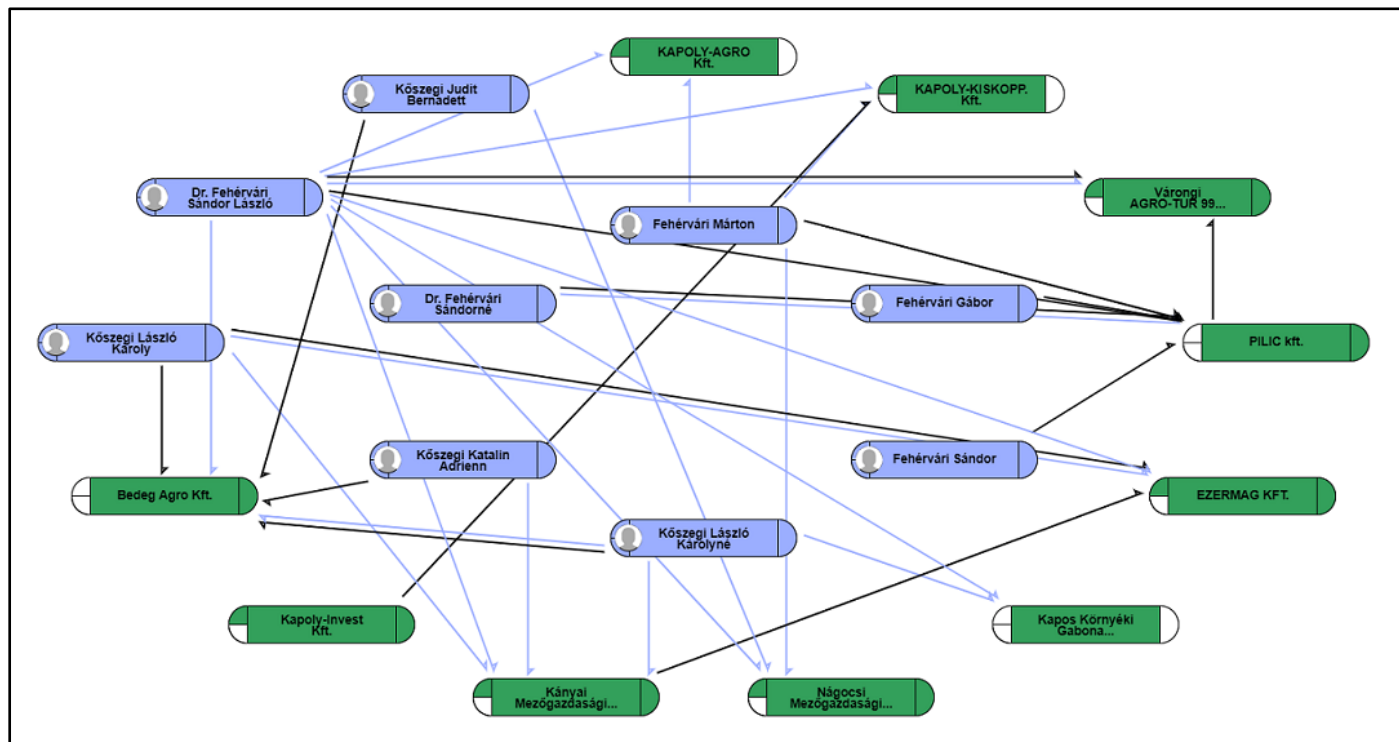 KAPOLY-AGRO
Kft.
Kőszegi Judit
Bernadett
KAPOLY-KISKOPP.
Kft.
Dr. Fehérvári
Sándor László
Várongi
AGRO-TUR 99...
Fehérvári Márton
Dr. Fehérvári
Sándorné
Fehérvári Gábor
Kőszegi László
Károly
PILIC kft.
Kőszegi Katalin
Adrienn
Fehérvári Sándor
Bedeg Agro Kft.
EZERMAG KFT.
Kőszegi László
Károlyné
Kapoly-Invest
Kft.
Kapos Környéki
Gabona...
Kányai
Mezőgazdasági...
Nágocsi
Mezőgazdasági...